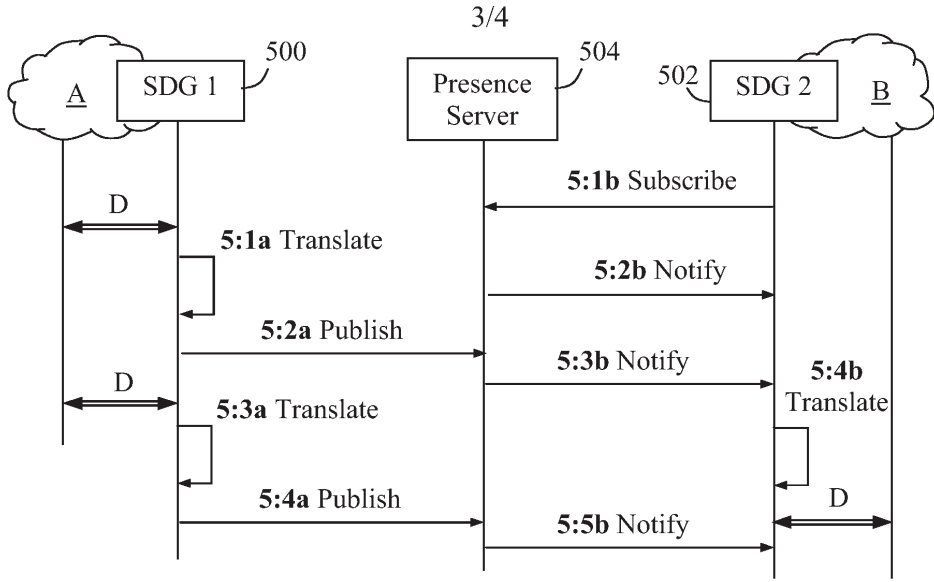 3/4
500
504
502
A
SDG 1
Presence
Server
SDG 2
B
5:1b Subscribe
D
5:1a Translate
5:2b Notify
5:2a Publish
5:3b Notify
5:4b
Translate
D
5:3a Translate
5:4a Publish
D
5:5b Notify